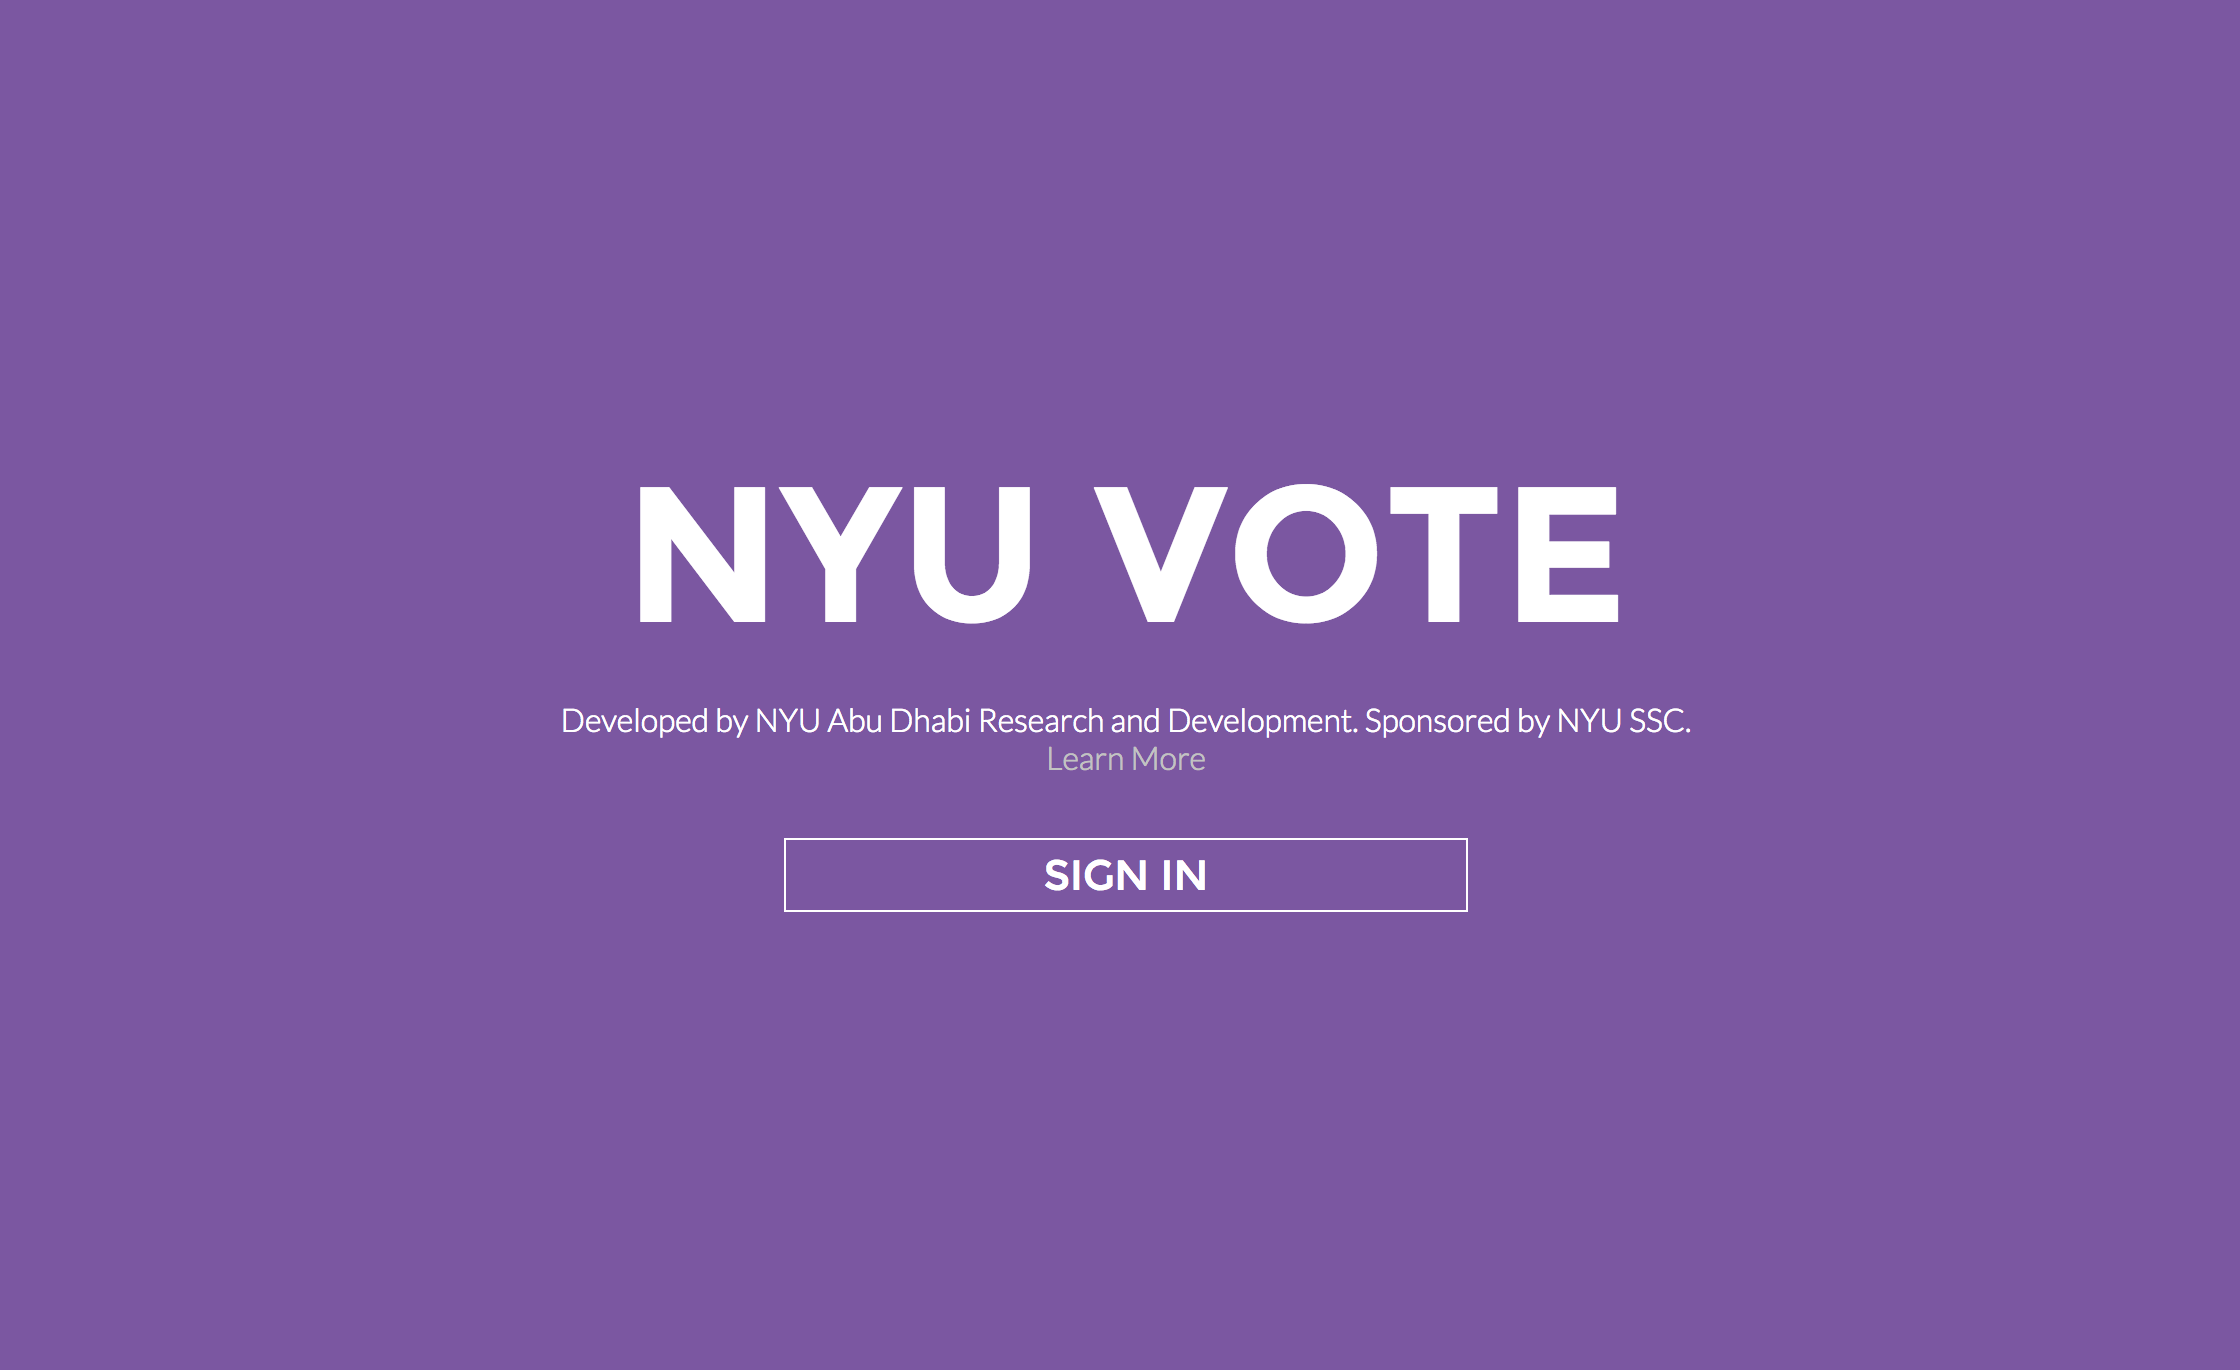 NYU VOTE
Developed by NYU Abu Dhabi Research and Development. Sponsored by NYU SSC.
Learn More
SIGN IN